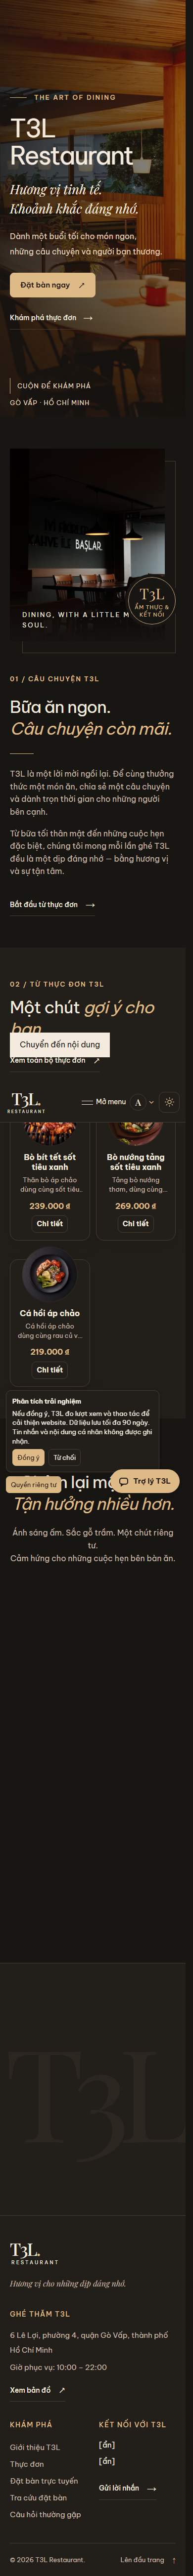 THE ART OF DINING
T3L
Restaurant
Hương vị tinh tế.
Khoảnh khắc đáng nhớ.
Dành một buổi tối cho món ngon,
những câu chuyện và người bạn thương.
Đặt bàn ngay ↗
Khám phá thực đơn →
CUỘN ĐỂ KHÁM PHÁ
GÒ VẤP · HỒ CHÍ MINH
BAŞLAR.
T3L
ẨM THỰC &
KẾT NỐI
DINING, WITH A LITTLE M
SOUL.
01 / CÂU CHUYỆN T3L
Bữa ăn ngon.
Câu chuyện còn mãi.
T3L là một lời mời ngồi lại. Để cùng thưởng
thức một món ăn, chia sẻ một câu chuyện
và dành trọn thời gian cho những người
bên cạnh.
Từ bữa tối thân mật đến những cuộc hẹn
đặc biệt, chúng tôi mong mỗi lần ghé T3L
đều là một dịp đáng nhớ — bằng hương vị
và sự tận tâm.
Bắt đầu từ thực đơn →
02 / TỪ THỰC ĐƠN T3L
Một chút gợi ý cho
bạn
Chuyển đến nội dung
Xem toàn bộ thực đơn ↗
T3L.
RESTAURANT
Mở menu
A
Bò bít tết sốt
tiêu xanh
Thăn bò áp chảo
dùng cùng sốt tiêu...
239.000 ₫
Chi tiết
Bò nướng tảng
sốt tiêu xanh
Tảng bò nướng
thơm, dùng cùng...
269.000 ₫
Chi tiết
Cá hồi áp chảo
Cá hồi áp chảo
dùng cùng rau củ v...
219.000 ₫
Chi tiết
Phân tích trải nghiệm
Nếu đồng ý, T3L đo lượt xem và thao tác để
cải thiện website. Dữ liệu lưu tối đa 90 ngày.
Tin nhắn và nội dung cá nhân không được ghi
nhận.
Đồng ý
Từ chối
Quyền riêng tư
Trợ lý T3L
lại
Tận hưởng nhiều hơn.
Ánh sáng ấm. Sắc gỗ trầm. Một chút riêng
tư.
Cảm hứng cho những cuộc hẹn bên bàn ăn.
T3L
T3L.
RESTAURANT
Hương vị cho những dịp đáng nhớ.
GHÉ THĂM T3L
6 Lê Lợi, phường 4, quận Gò Vấp, thành phố
Hồ Chí Minh
Giờ phục vụ: 10:00 – 22:00
Xem bản đồ ↗
KHÁM PHÁ
Giới thiệu T3L
Thực đơn
Đặt bàn trực tuyến
Tra cứu đặt bàn
Câu hỏi thường gặp
KẾT NỐI VỚI T3L
[ẩn]
[ẩn]
Gửi lời nhắn →
© 2026 T3L Restaurant.
Lên đầu trang ↑